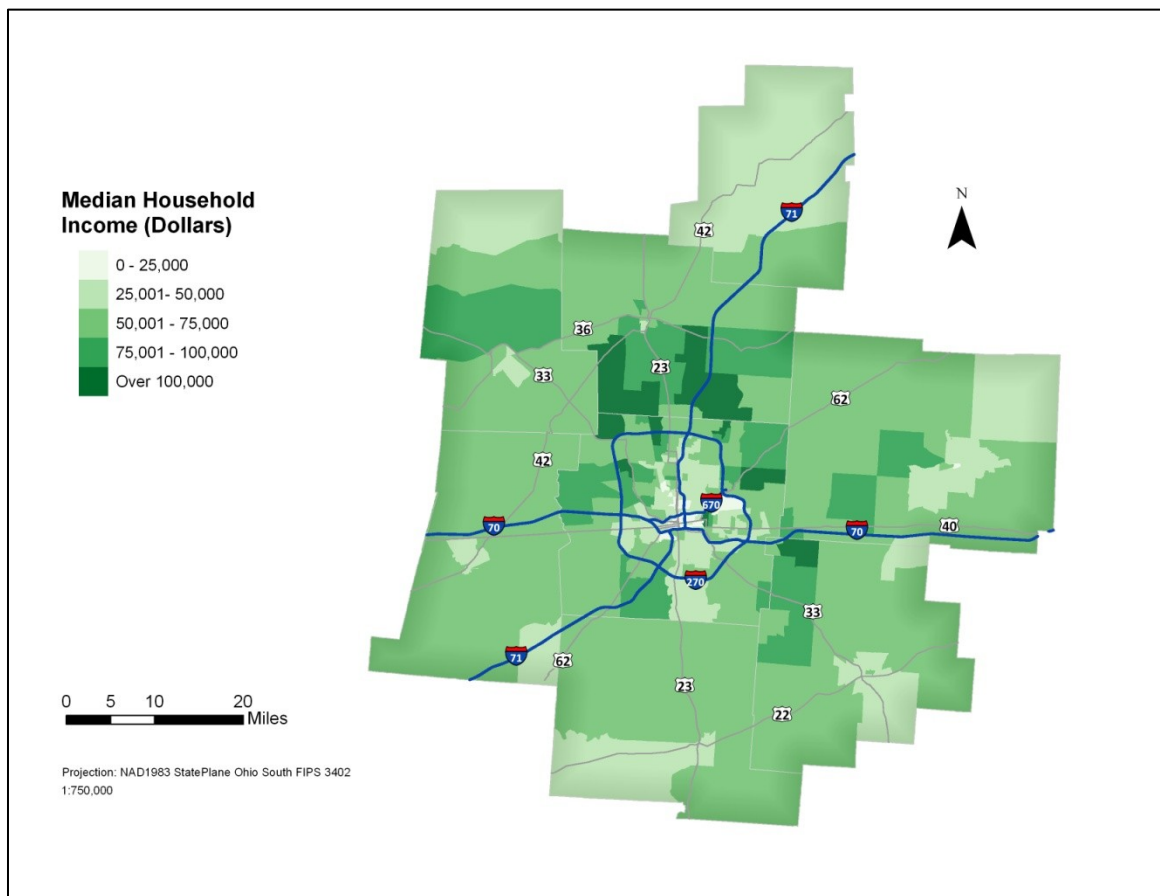 Median Household
Income (Dollars)
0 - 25,000
25,001- 50,000
50,001 - 75,000
75,001 - 100,000
Over 100,000
N
71
42
36
23
33
62
42
670
70
70
40
270
33
71
62
23
22
0 5 10 20
Miles
Projection: NAD1983 StatePlane Ohio South FIPS 3402
1:750,000